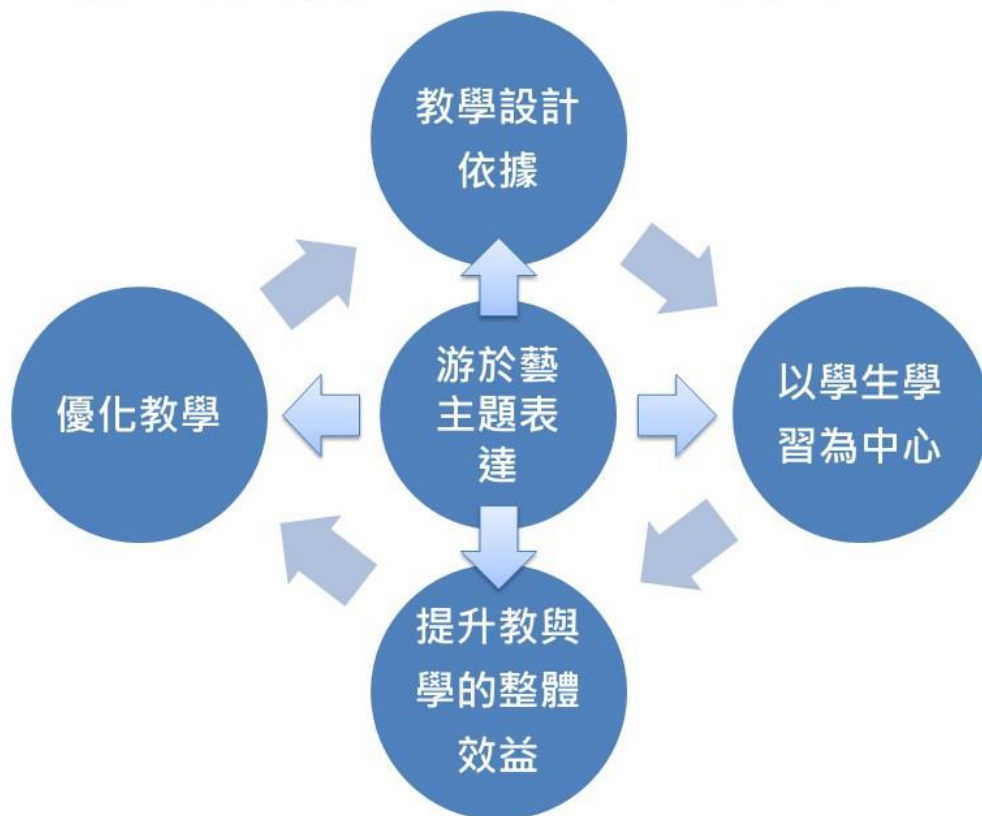 教學設計
依據
游於藝
主題表
達
優化教學
以學生學
習為中心
提升教與
學的整體
效益